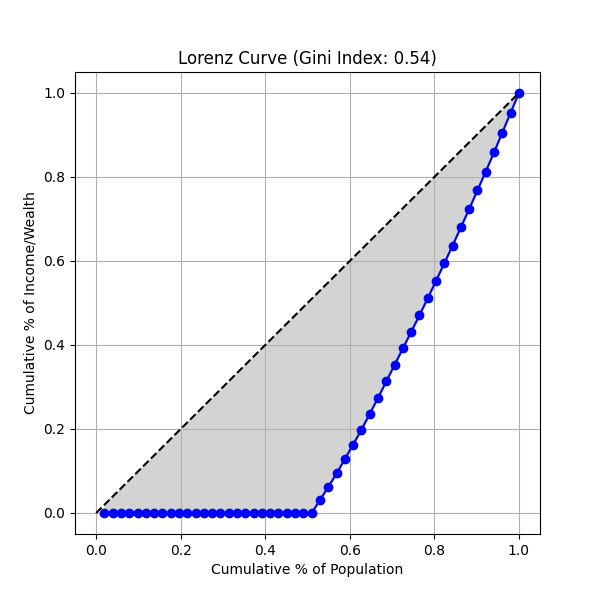 Lorenz Curve (Gini Index: 0.54)
Cumulative % of Income/Wealth
1.0
0.8
0.6
0.4
0.2
0.0
0.0 0.2 0.4 0.6 0.8 1.0
Cumulative % of Population